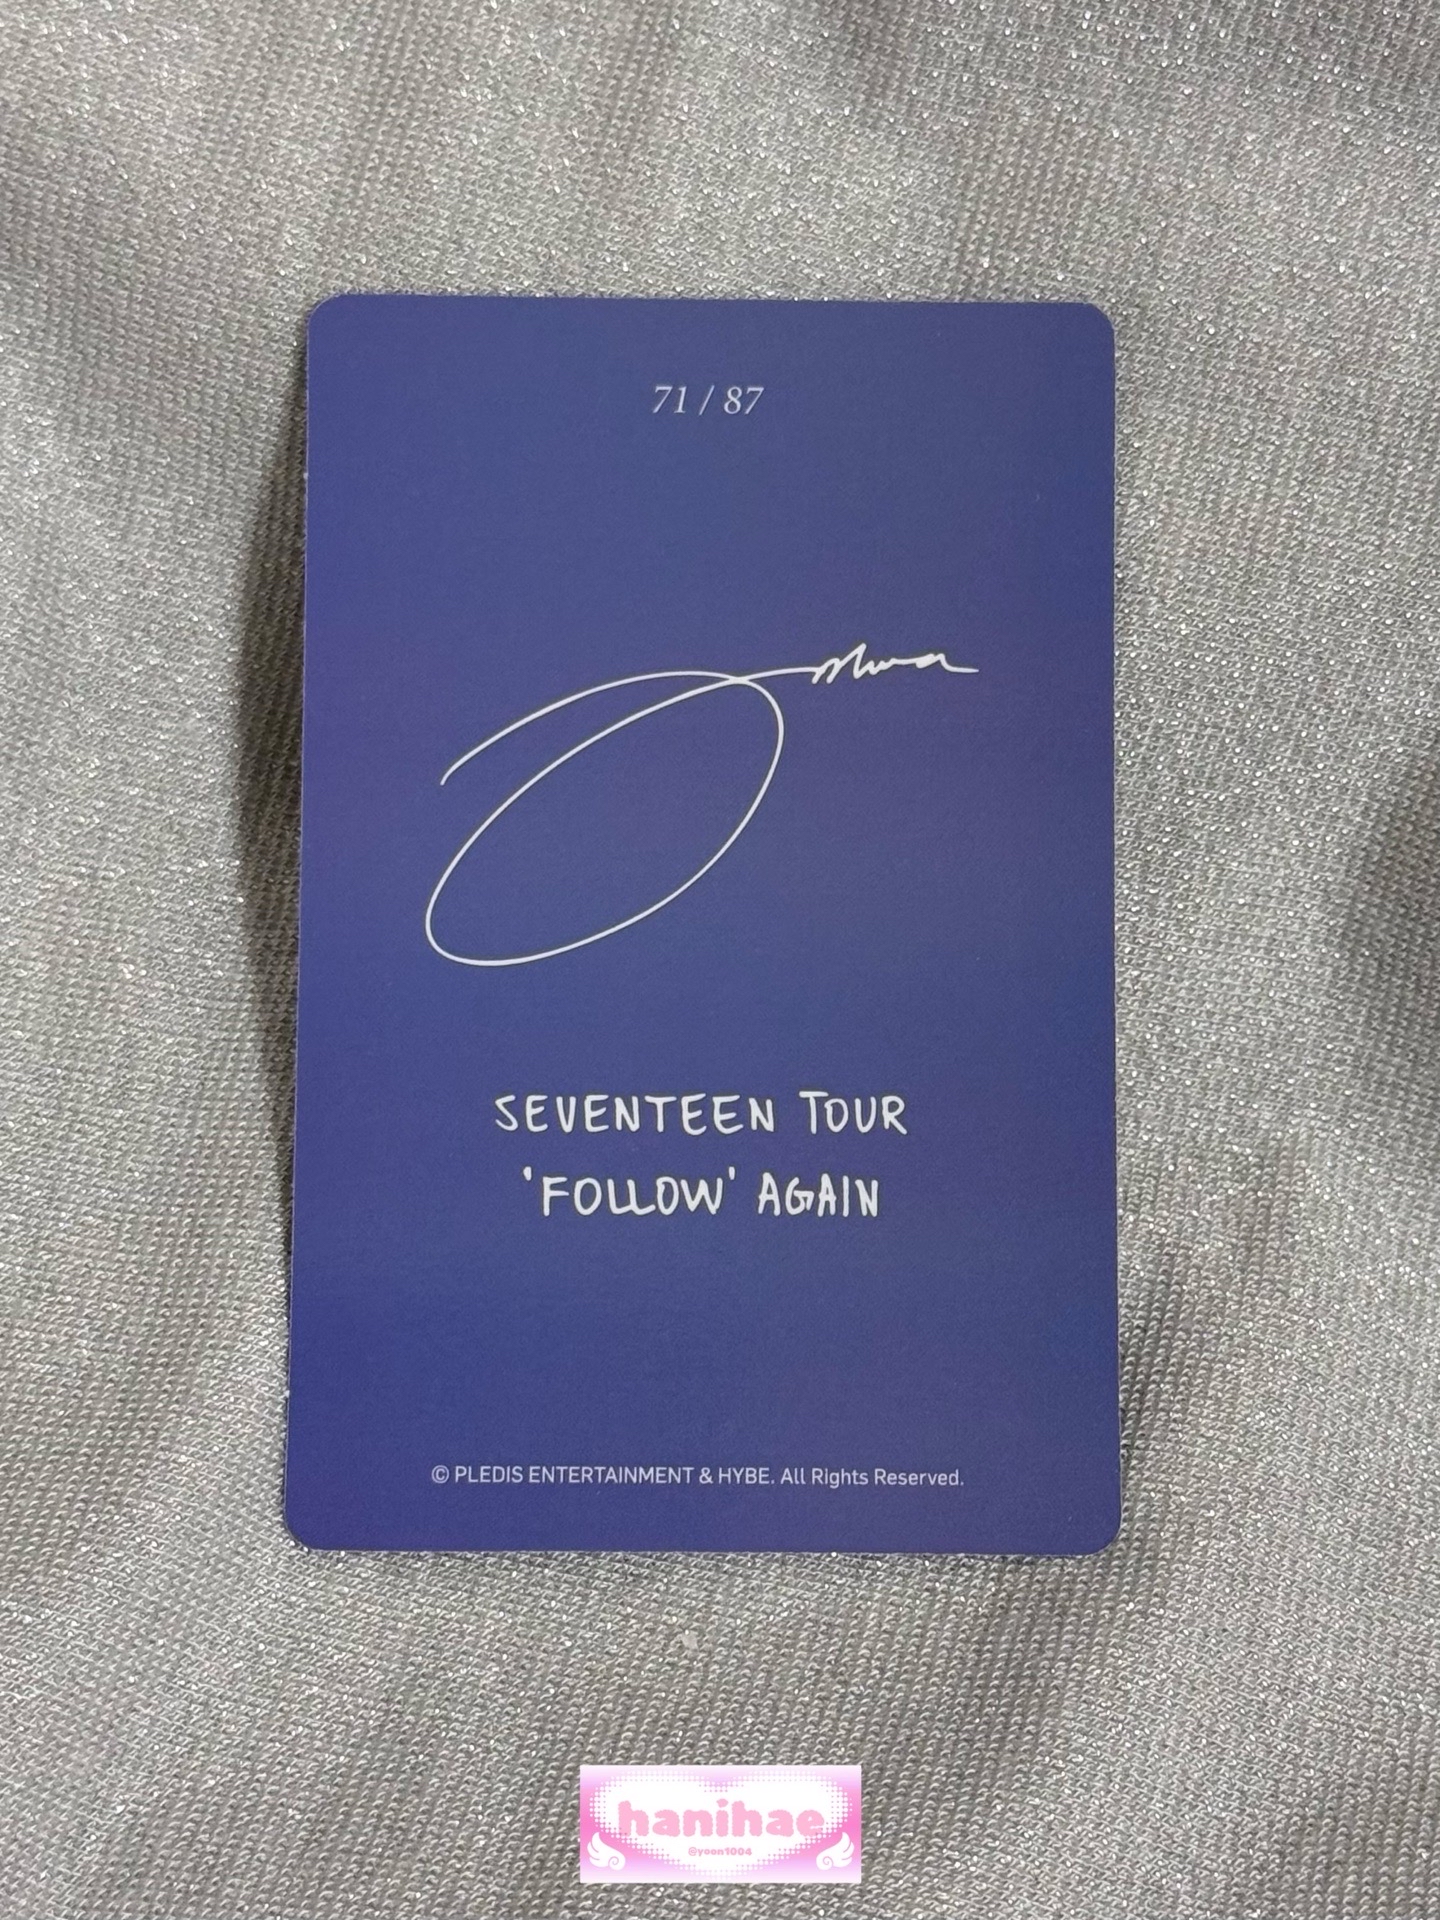 71 / 87
SEVENTEEN TOUR
'FOLLOW' AGAIN
© PLEDIS ENTERTAINMENT & HYBE. All Rights Reserved.
hanihae
@yoon1004